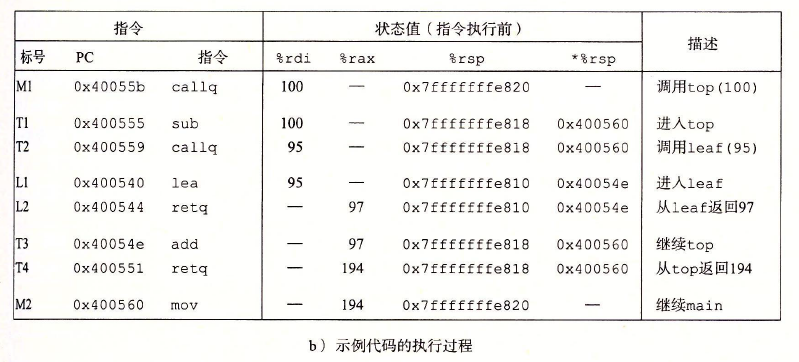 指令 状态值(指令执行前) 描述
标号 PC 指令 %rdi %rax %rsp *%rsp
M1 0x40055b callq 100 — 0x7fffffffe820 — 调用top(100)
T1 0x400555 sub 100 — 0x7fffffffe818 0x400560 进入top
T2 0x400559 callq 95 — 0x7fffffffe818 0x400560 调用leaf(95)
L1 0x400540 lea 95 — 0x7fffffffe810 0x40054e 进入leaf
L2 0x400544 retq — 97 0x7fffffffe810 0x40054e 从leaf返回97
T3 0x40054e add — 97 0x7fffffffe818 0x400560 继续top
T4 0x400551 retq — 194 0x7fffffffe818 0x400560 从top返回194
M2 0x400560 mov — 194 0x7fffffffe820 — 继续main
b)示例代码的执行过程